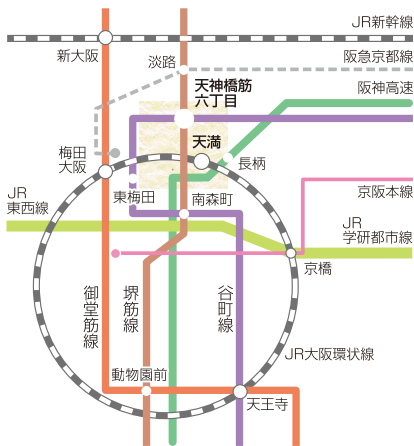 JR新幹線
新大阪
淡路
阪急京都線
天神橋筋
六丁目
阪神高速
天満
梅田
大阪
長柄
東梅田
南森町
京阪本線
JR
東西線
JR
学研都市線
京橋
御堂筋線
堺筋線
谷町線
JR大阪環状線
動物園前
天王寺